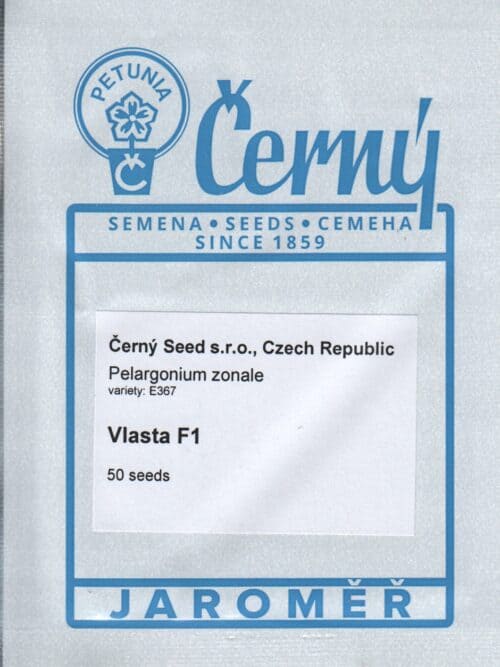 PETUNIA
Č
Černý
SEMENA • SEEDS • СЕМЕНА
SINCE 1859
Černý Seed s.r.o., Czech Republic
Pelargonium zonale
variety: E367
Vlasta F1
50 seeds
JAROMĚŘ